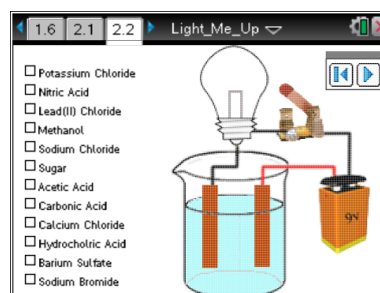 1.6 2.1 2.2 Light_Me_Up
Potassium Chloride
Nitric Acid
Lead(II) Chloride
Methanol
Sodium Chloride
Sugar
Acetic Acid
Carbonic Acid
Calcium Chloride
Hydrocholric Acid
Barium Sulfate
Sodium Bromide
9V